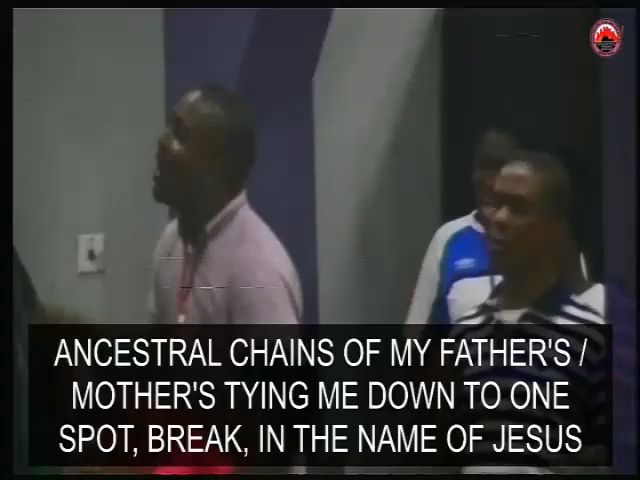 ANCESTRAL CHAINS OF MY FATHER'S /
MOTHER'S TYING ME DOWN TO ONE
SPOT, BREAK, IN THE NAME OF JESUS